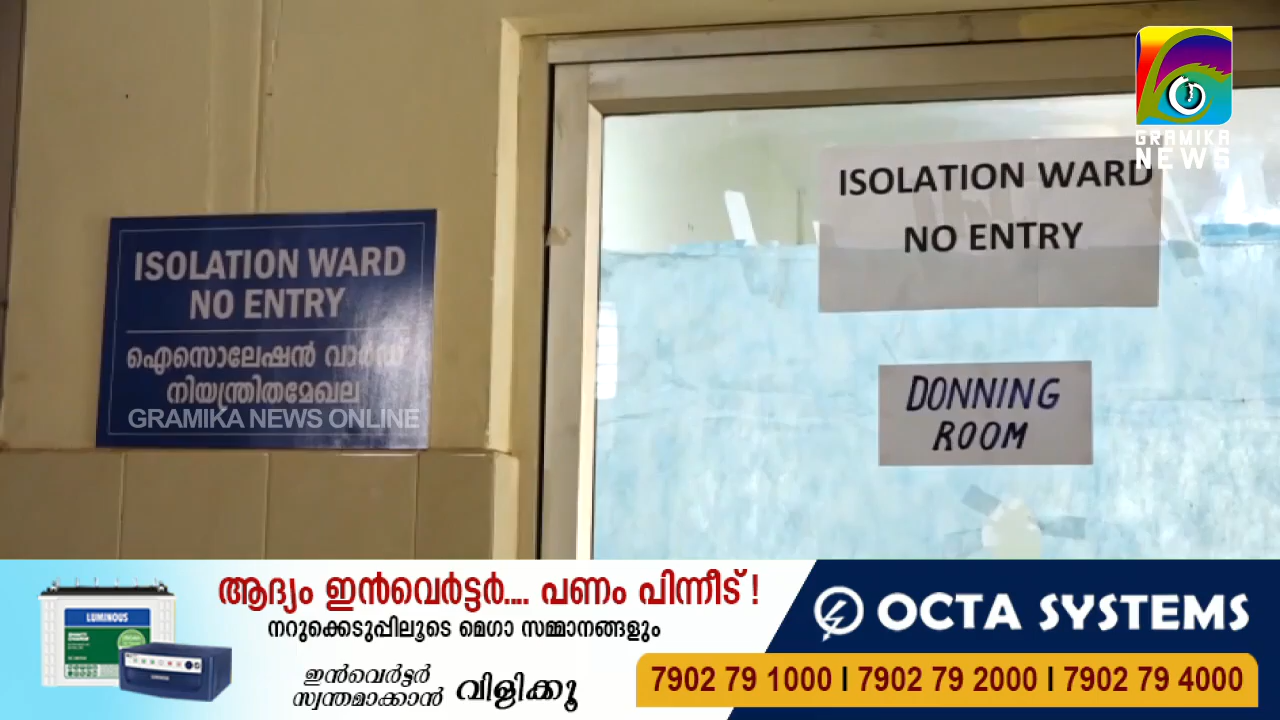 GRAMIKA
NEWS
ISOLATION WARD
NO ENTRY
ഐസൊലേഷൻ വാർഡ്
നിയന്ത്രിതമേഖല
GRAMIKA NEWS ONLINE
ISOLATION WARD
NO ENTRY
DONNING
ROOM
LUMINOUS
ആദ്യം ഇൻവെർട്ടർ.... പണം പിന്നീട് !
നറുക്കെടുപ്പിലൂടെ മെഗാ സമ്മാനങ്ങളും
ഇൻവെർട്ടർ
സ്വന്തമാക്കാൻ വിളിക്കൂ
OCTA SYSTEMS
7902 79 1000 I 7902 79 2000 I 7902 79 4000